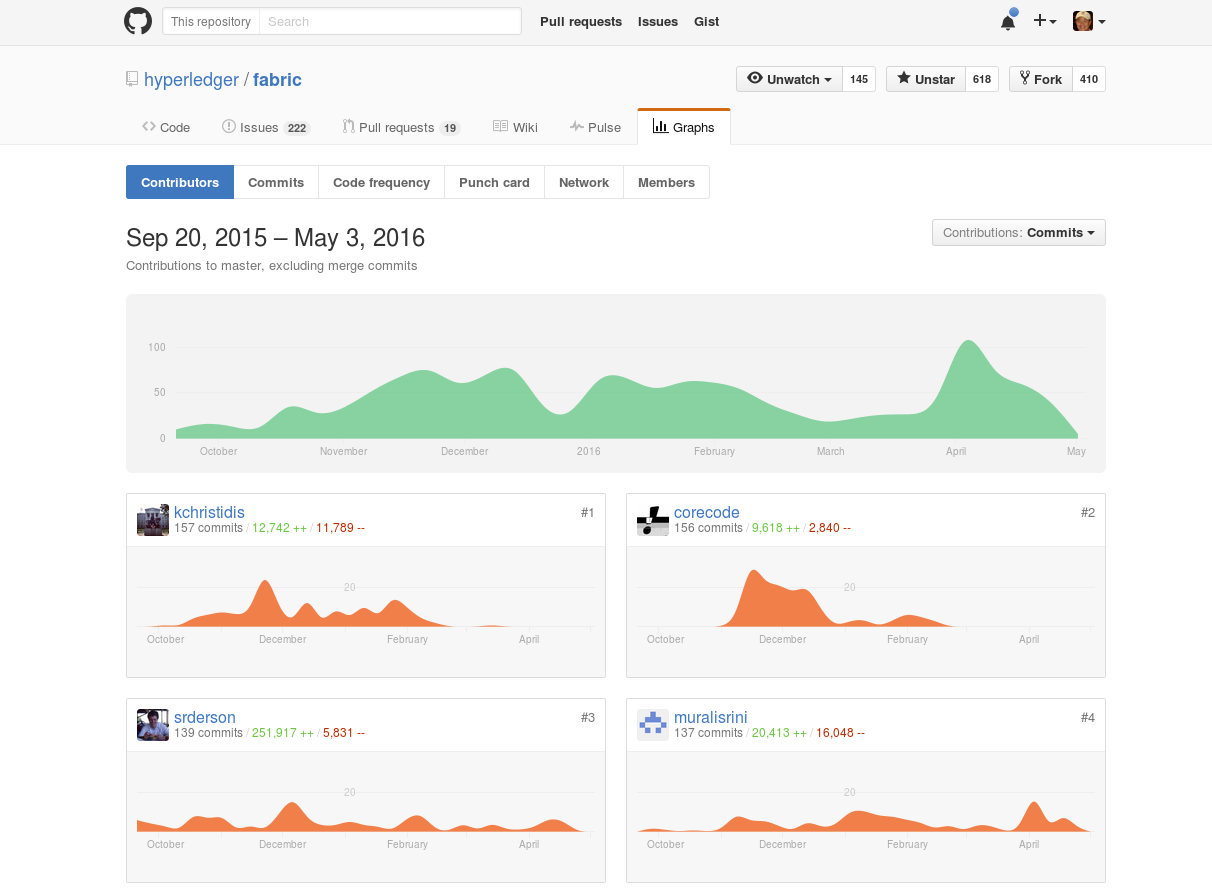 This repository Search Pull requests Issues Gist
hyperledger / fabric Unwatch 145 Unstar 618 Fork 410
Code Issues 222 Pull requests 19 Wiki Pulse Graphs
Contributors Commits Code frequency Punch card Network Members
Sep 20, 2015 – May 3, 2016 Contributions: Commits
Contributions to master, excluding merge commits
100
50
0
October November December 2016 February March April May
kchristidis #1
157 commits / 12,742 ++ / 11,789 --
20
October December February April
corecode #2
156 commits / 9,618 ++ / 2,840 --
20
October December February April
srderson #3
139 commits / 251,917 ++ / 5,831 --
20
October December February April
muralisrini #4
137 commits / 20,413 ++ / 16,048 --
20
October December February April